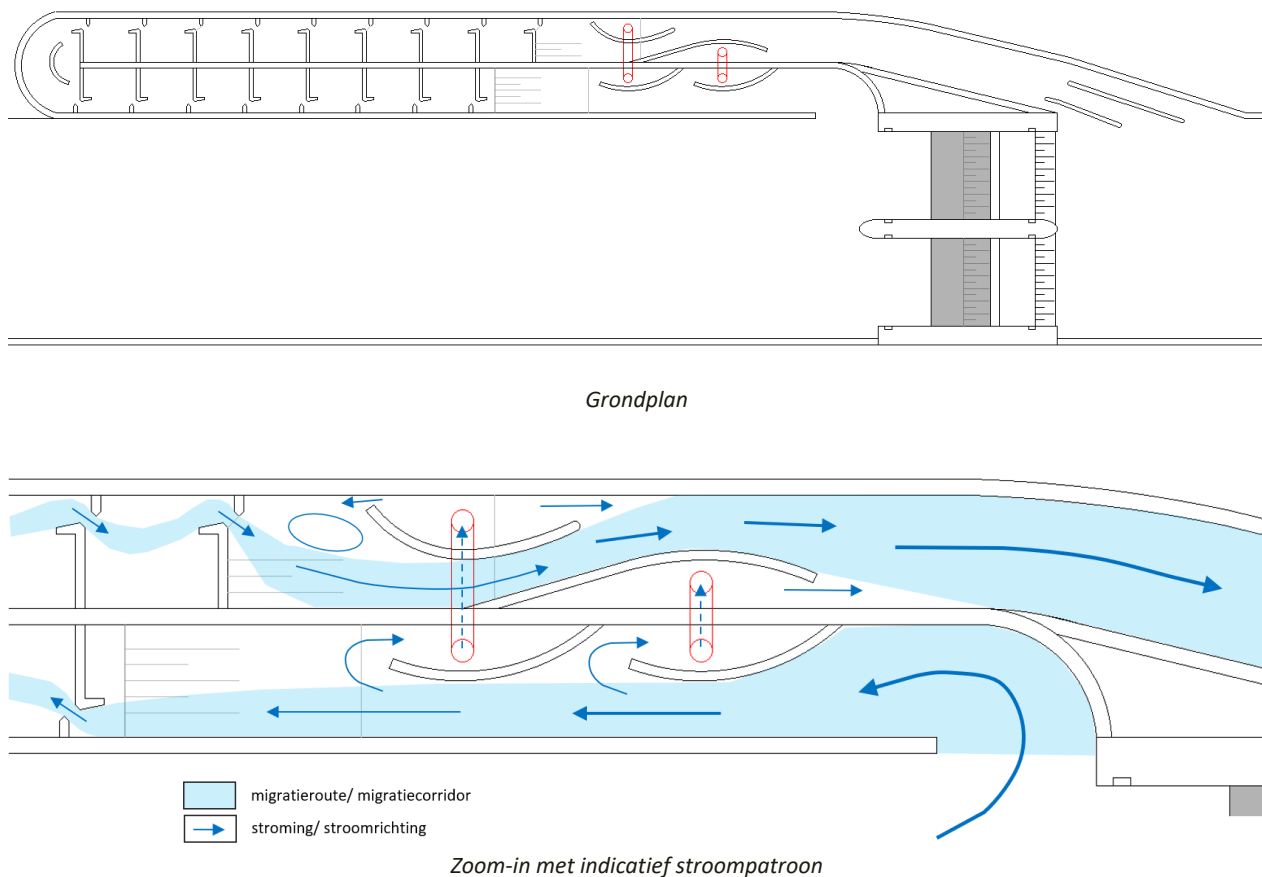 Grondplan
migratieroute/ migratiecorridor
stroming/ stroomrichting
Zoom-in met indicatief stroompatroon